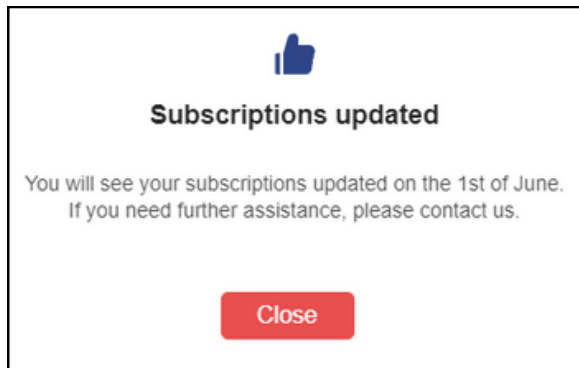 Subscriptions updated
You will see your subscriptions updated on the 1st of June.
If you need further assistance, please contact us.
Close